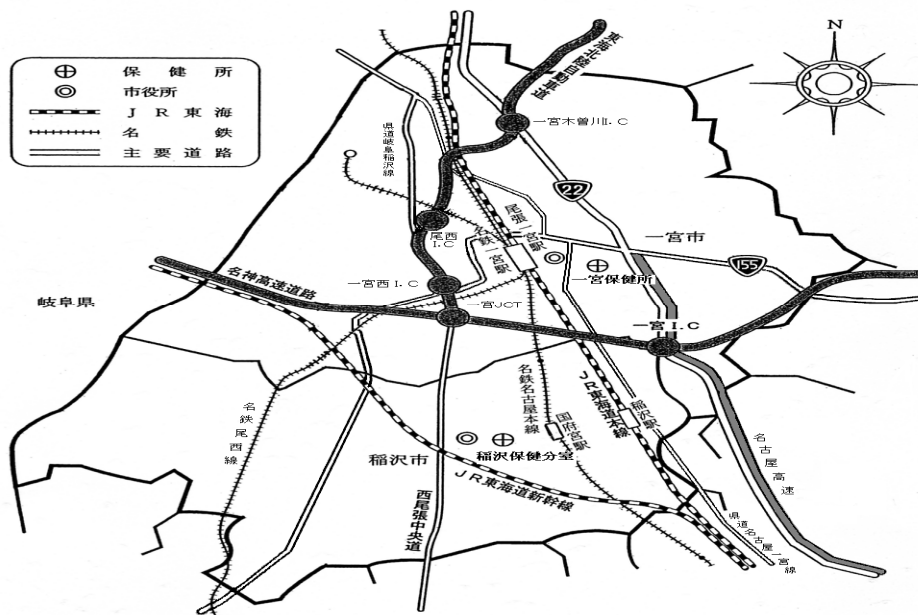 N
保健所
市役所
JR東海
名鉄
主要道路
東海北陸自動車道
一宮木曽川I.C
県道岐阜稲沢線
22
尾西
I.C
尾張一宮駅
名鉄一宮駅
一宮市
155
一宮保健所
名神高速道路
一宮西I.C
岐阜県
一宮JCT
一宮I.C
名鉄尾西線
名鉄名古屋本線
JR東海道本線
稲沢駅
国府宮駅
名古屋高速
稲沢市
稲沢保健分室
JR東海道新幹線
西尾張中央道
県道名古屋一宮線